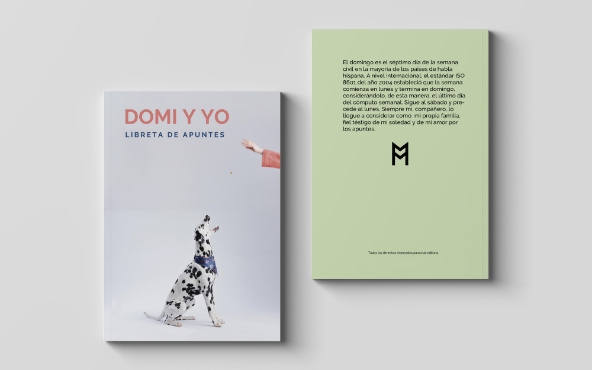 DOMI Y YO
LIBRETA DE APUNTES
El domingo es el séptimo día de la semana
civil en la mayoría de los países de habla
hispana. A nivel internacional, el estándar ISO
8601 del año 2004 estableció que la semana
comienza en lunes y termina en domingo,
considerándolo, de esta manera, el último día
del cómputo semanal. Sigue al sábado y pre-
cede al lunes. Siempre mi, compañero, lo
llegue a considerar como mi propia familia,
fiel testigo de mi soledad y de mi amor por
los apuntes.